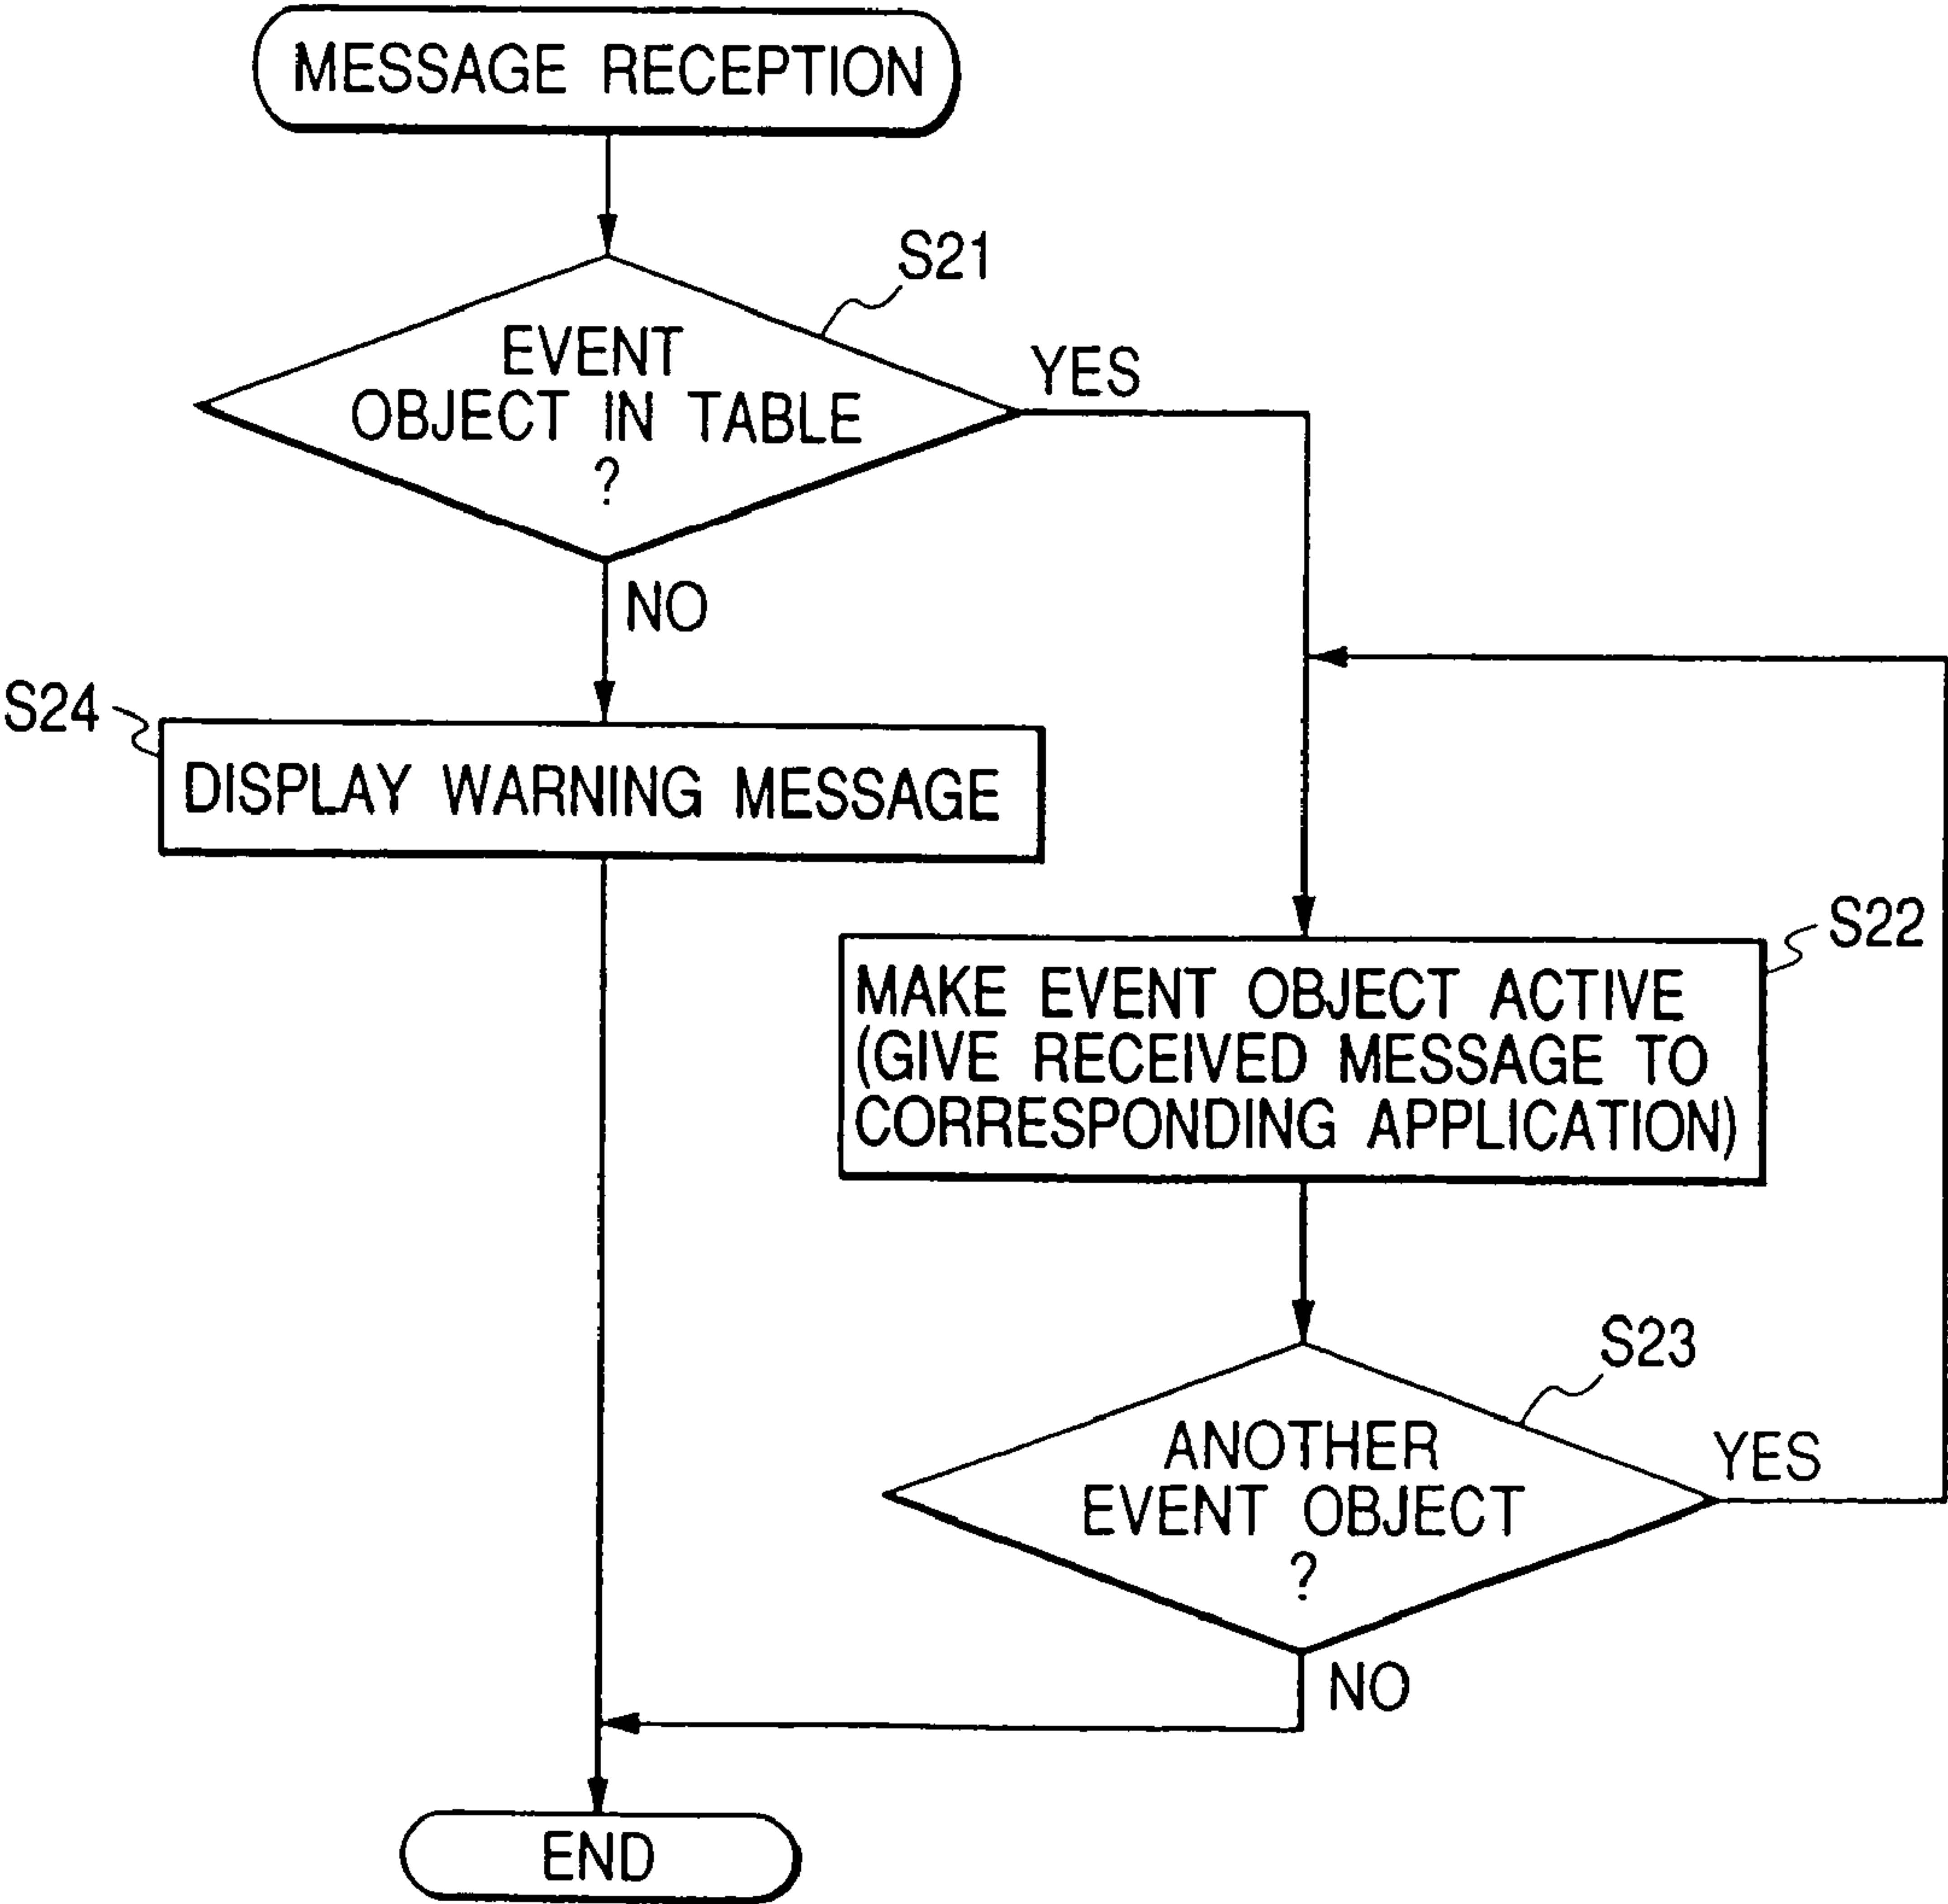 MESSAGE RECEPTION
S21
EVENT
OBJECT IN TABLE
?
YES
NO
S24
DISPLAY WARNING MESSAGE
S22
MAKE EVENT OBJECT ACTIVE
(GIVE RECEIVED MESSAGE TO
CORRESPONDING APPLICATION)
S23
ANOTHER
EVENT OBJECT
?
YES
NO
END